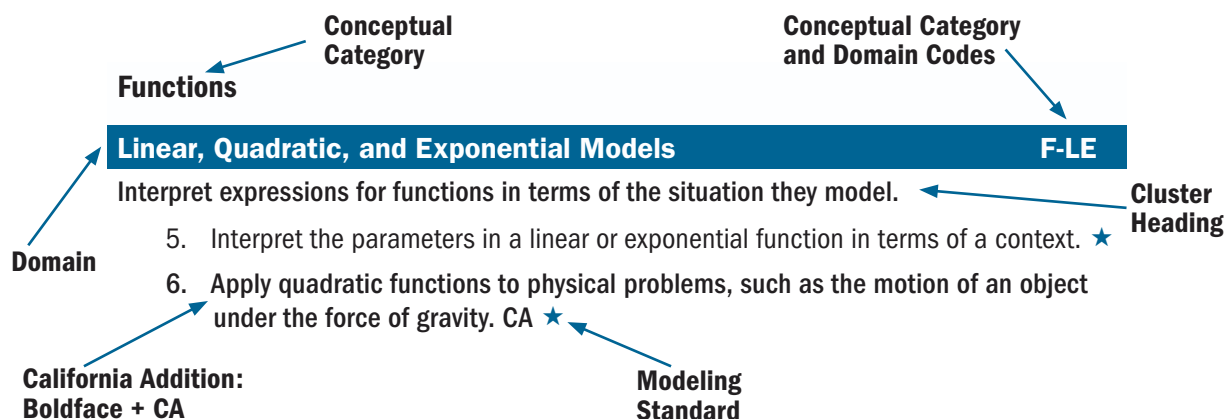 Conceptual
Category
Conceptual Category
and Domain Codes
Functions
Linear, Quadratic, and Exponential Models F-LE
Interpret expressions for functions in terms of the situation they model.
Cluster
Heading
5. Interpret the parameters in a linear or exponential function in terms of a context. ★
Domain
6. Apply quadratic functions to physical problems, such as the motion of an object
under the force of gravity. CA ★
California Addition:
Boldface + CA
Modeling
Standard